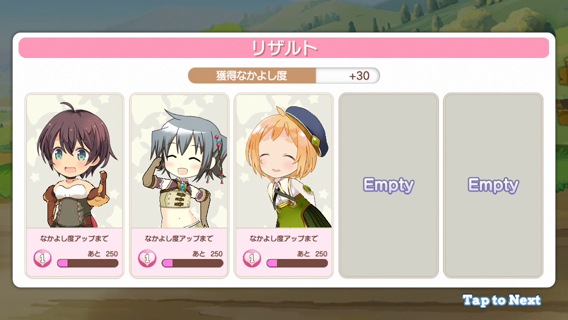 リザルト
獲得なかよし度 +30
なかよし度アップまで
1 あと 250
なかよし度アップまで
1 あと 250
なかよし度アップまで
1 あと 250
Empty
Empty
Tap to Next